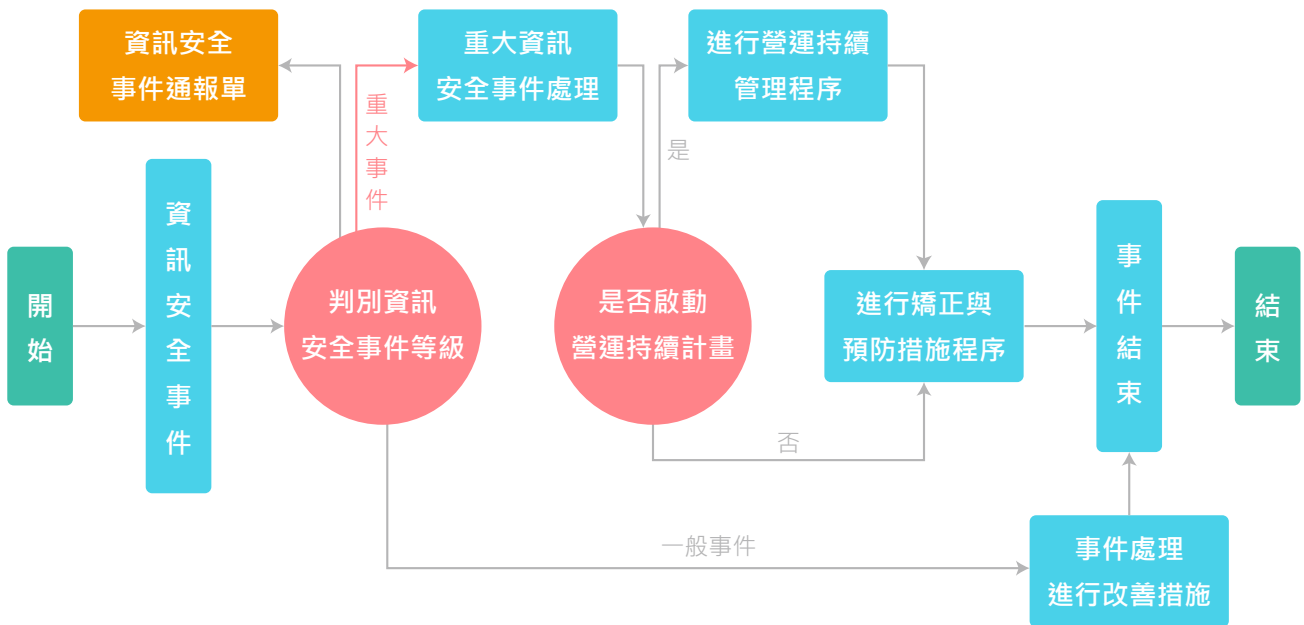 資訊安全
事件通報單
重大資訊
安全事件處理
進行營運持續
管理程序
重大事件
是
開始
資訊安全事件
判別資訊
安全事件等級
是否啟動
營運持續計畫
進行矯正與
預防措施程序
事件結束
結束
否
一般事件
事件處理
進行改善措施